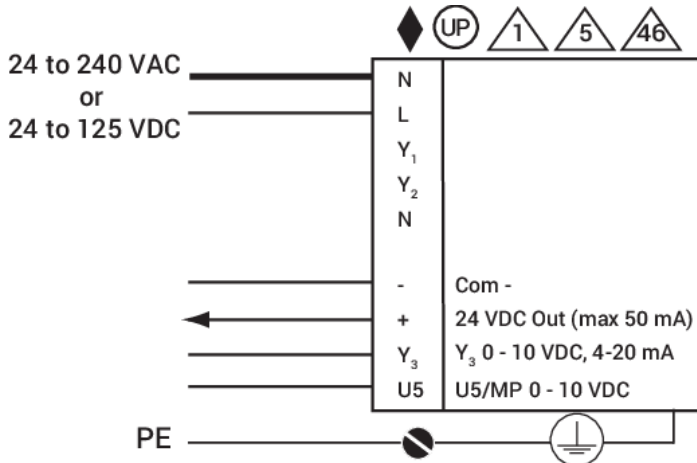 UP 1 5 46
24 to 240 VAC
or
24 to 125 VDC
N
L
Y₁
Y₂
N
- Com -
+ 24 VDC Out (max 50 mA)
Y₃ Y₃ 0 - 10 VDC, 4-20 mA
U5 U5/MP 0 - 10 VDC
PE